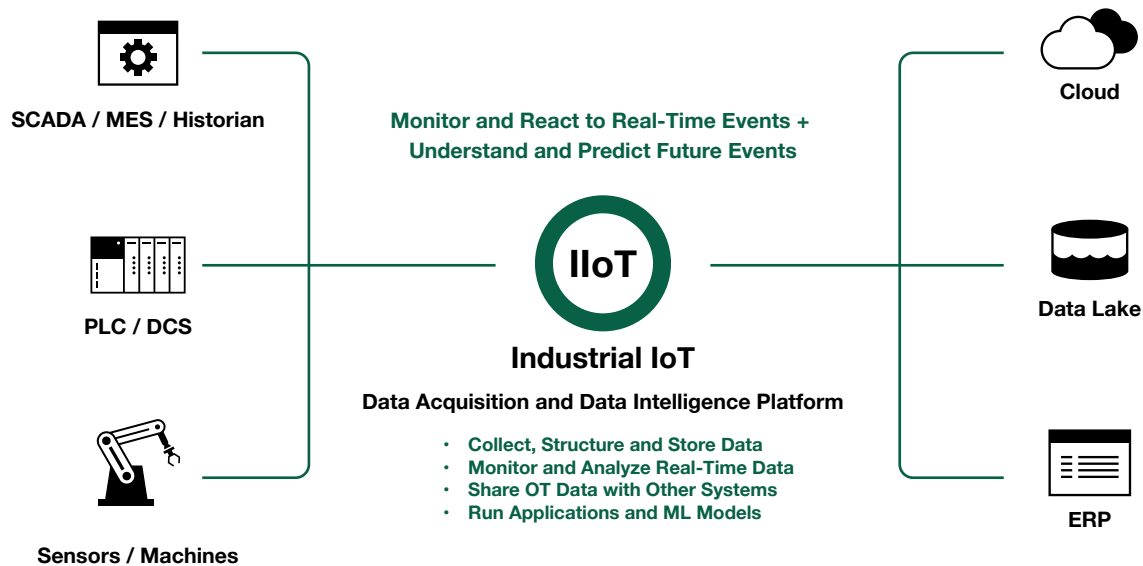 SCADA / MES / Historian
PLC / DCS
Sensors / Machines
Monitor and React to Real-Time Events +
Understand and Predict Future Events
IIoT
Industrial IoT
Data Acquisition and Data Intelligence Platform
• Collect, Structure and Store Data
• Monitor and Analyze Real-Time Data
• Share OT Data with Other Systems
• Run Applications and ML Models
Cloud
Data Lake
ERP